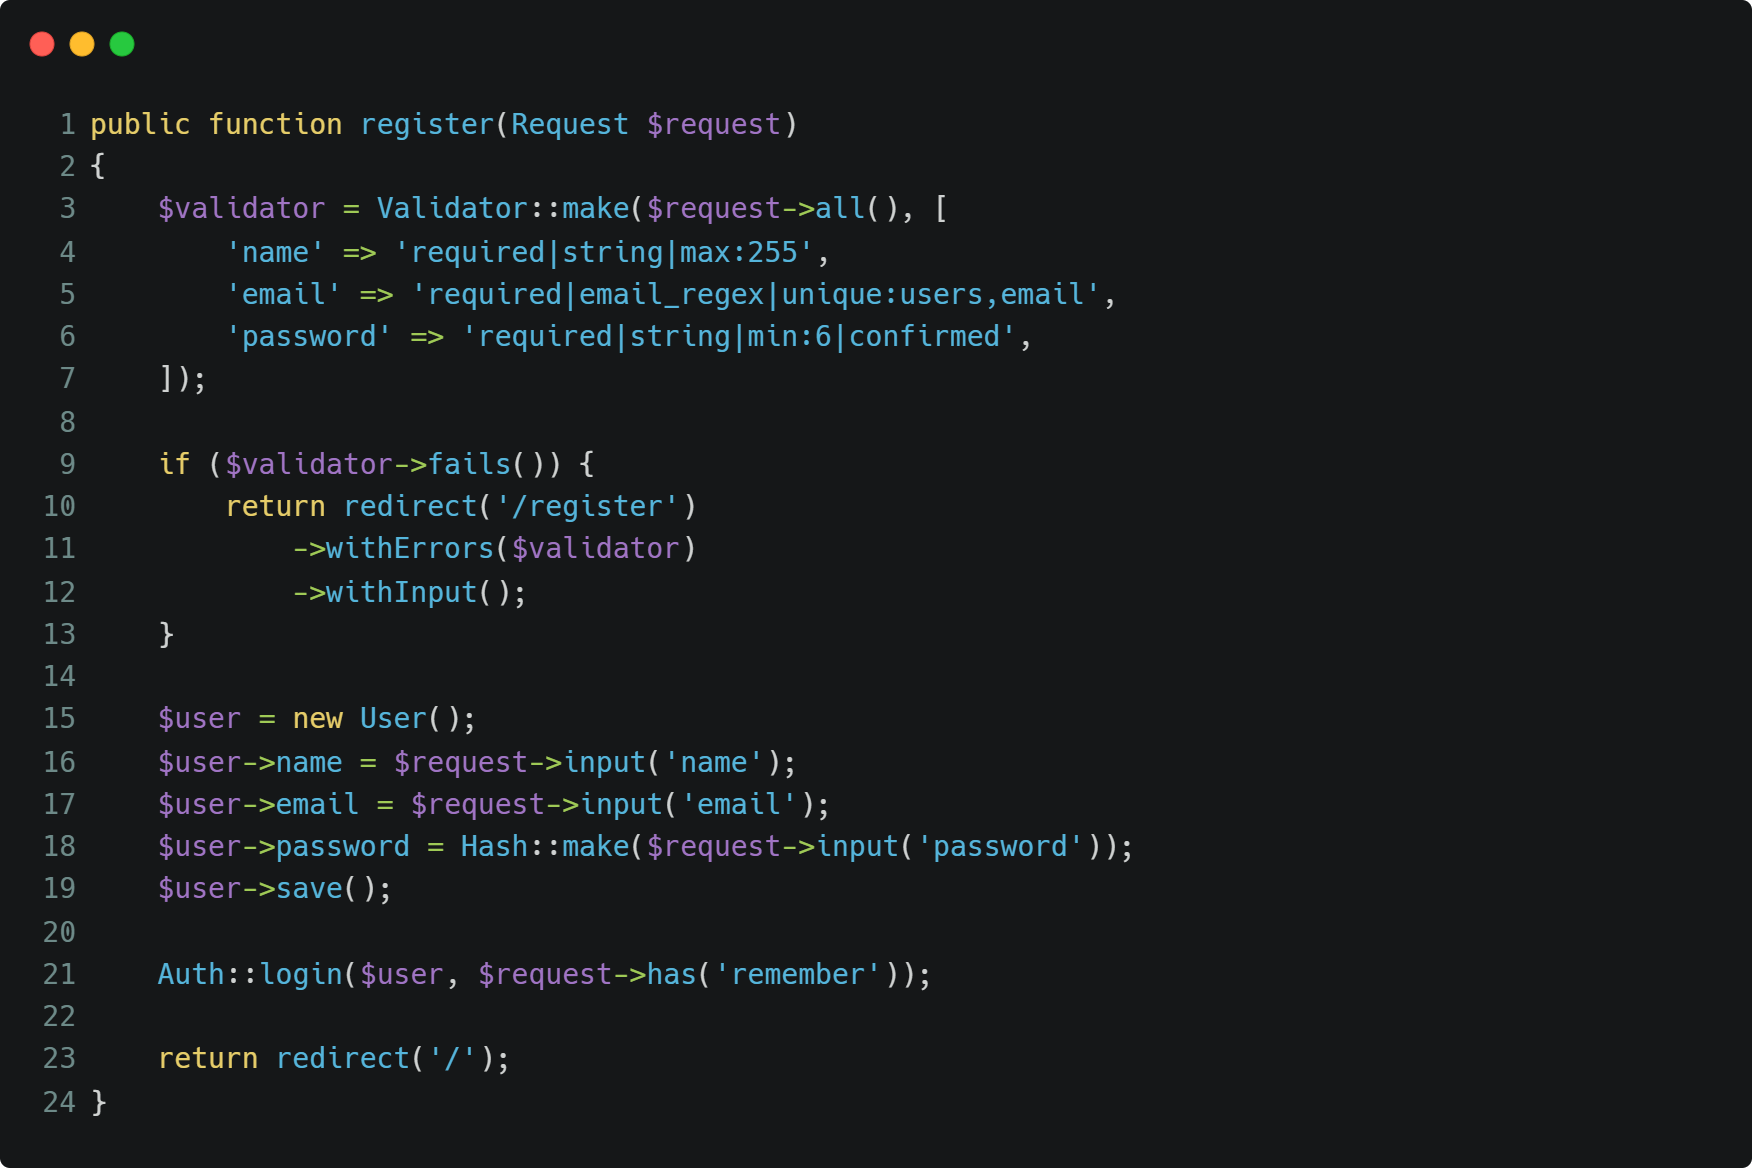 1 public function register(Request $request)
2 {
3     $validator = Validator::make($request->all(), [
4         'name' => 'required|string|max:255',
5         'email' => 'required|email_regex|unique:users,email',
6         'password' => 'required|string|min:6|confirmed',
7     ]);
8
9     if ($validator->fails()) {
10         return redirect('/register')
11             ->withErrors($validator)
12             ->withInput();
13     }
14
15     $user = new User();
16     $user->name = $request->input('name');
17     $user->email = $request->input('email');
18     $user->password = Hash::make($request->input('password'));
19     $user->save();
20
21     Auth::login($user, $request->has('remember'));
22
23     return redirect('/');
24 }